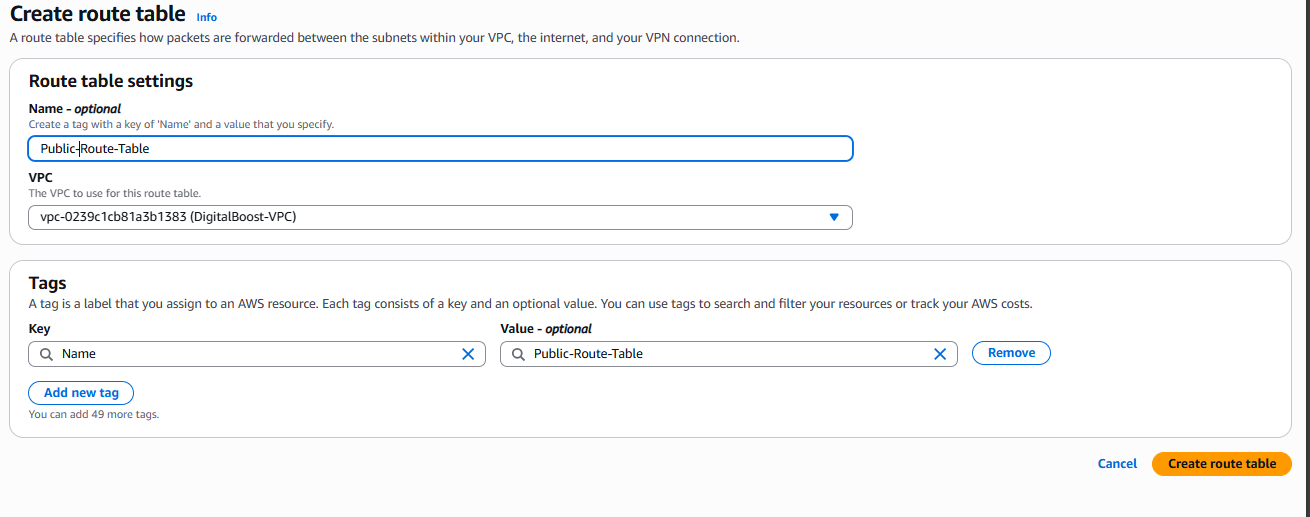 Create route table Info
A route table specifies how packets are forwarded between the subnets within your VPC, the internet, and your VPN connection.
Route table settings
Name - optional
Create a tag with a key of 'Name' and a value that you specify.
Public-Route-Table
VPC
The VPC to use for this route table.
vpc-0239c1cb81a3b1383 (DigitalBoost-VPC)
Tags
A tag is a label that you assign to an AWS resource. Each tag consists of a key and an optional value. You can use tags to search and filter your resources or track your AWS costs.
Key Value - optional
Name Public-Route-Table Remove
Add new tag
You can add 49 more tags.
Cancel Create route table